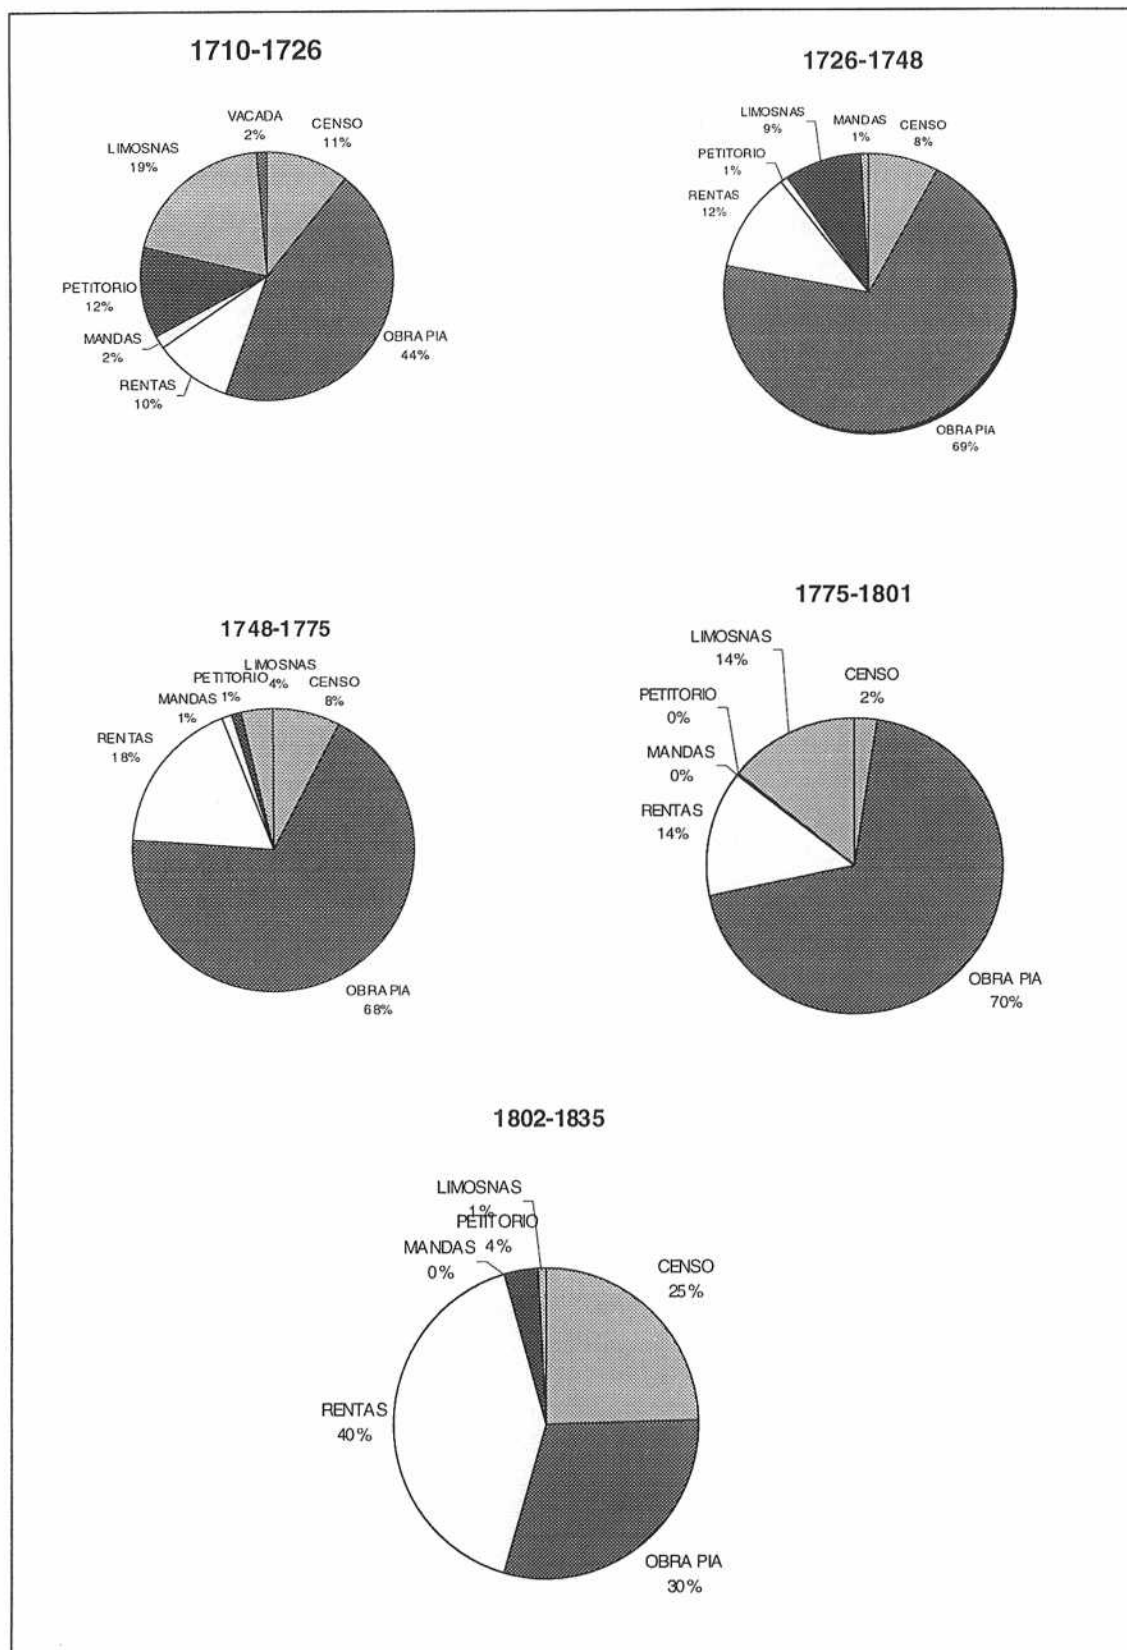 1710-1726
VACADA
2%
CENSO
11%
LIMOSNAS
19%
PETITORIO
12%
MANDAS
2%
RENTAS
10%
OBRA PIA
44%
1726-1748
LIMOSNAS
9%
MANDAS
1%
CENSO
8%
PETITORIO
1%
RENTAS
12%
OBRA PIA
69%
1748-1775
LIMOSNAS
4%
PETITORIO
1%
CENSO
8%
MANDAS
1%
RENTAS
18%
OBRA PIA
68%
1775-1801
LIMOSNAS
14%
CENSO
2%
PETITORIO
0%
MANDAS
0%
RENTAS
14%
OBRA PIA
70%
1802-1835
LIMOSNAS
1%
PETITORIO
4%
MANDAS
0%
CENSO
25%
RENTAS
40%
OBRA PIA
30%